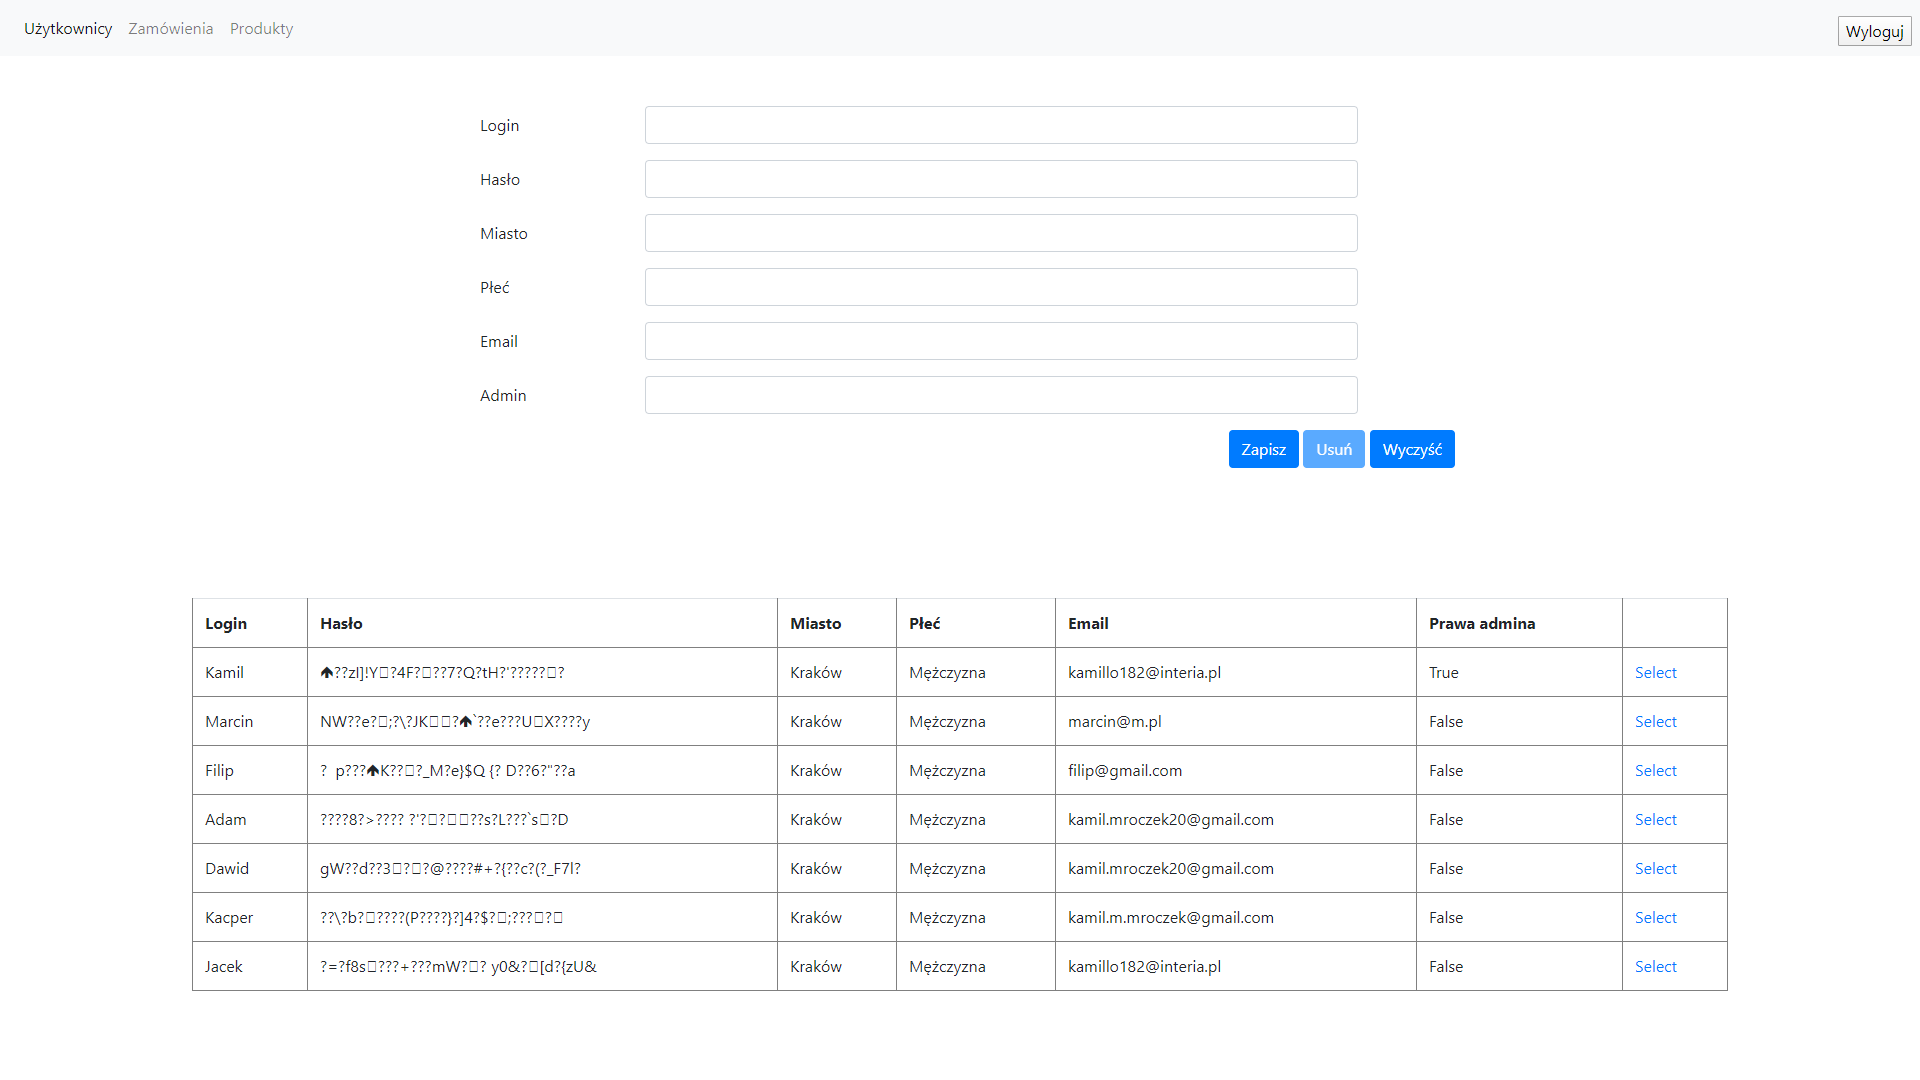 Użytkownicy Zamówienia Produkty Wyloguj
Login
Hasło
Miasto
Płeć
Email
Admin
Zapisz Usuń Wyczyść
Login Hasło Miasto Płeć Email Prawa admina
Kamil 🡅??zI]!Y□?4F?□??7?Q?tH?'?????□? Kraków Mężczyzna kamillo182@interia.pl True Select
Marcin NW??e?□;?\?JK□□?🡅`??e???U□X????y Kraków Mężczyzna marcin@m.pl False Select
Filip ? p???🡅K??□?_M?e}$Q {? D??6?"??a Kraków Mężczyzna filip@gmail.com False Select
Adam ????8?>???? ?'?□?□□??s?L???`s□?D Kraków Mężczyzna kamil.mroczek20@gmail.com False Select
Dawid gW??d??3□?□?@????#+?{??c?(?_F7l? Kraków Mężczyzna kamil.mroczek20@gmail.com False Select
Kacper ??\?b?□????(P????}?]4?$?□;???□?□ Kraków Mężczyzna kamil.m.mroczek@gmail.com False Select
Jacek ?=?f8s□???+???mW?□? y0&?□[d?{zU& Kraków Mężczyzna kamillo182@interia.pl False Select